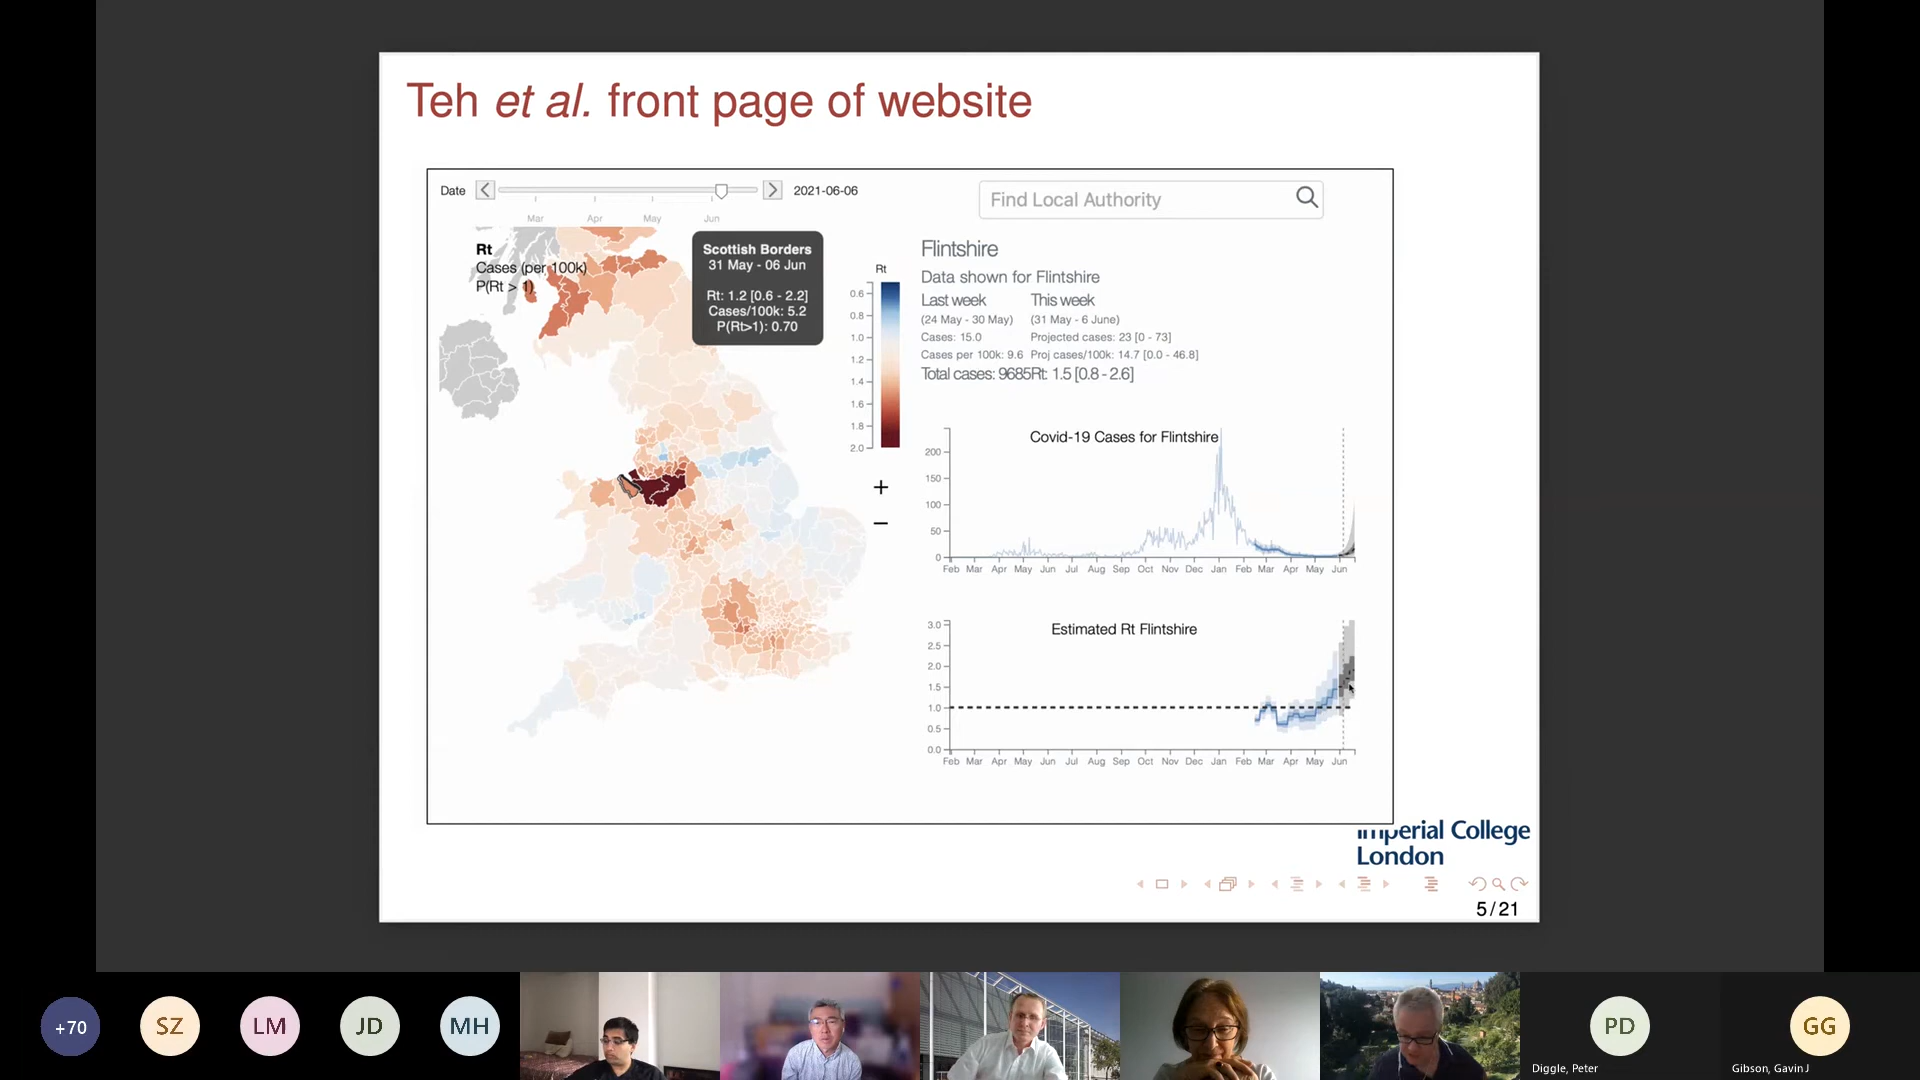 Teh et al. front page of website
Date
2021-06-06
Mar Apr May Jun
Find Local Authority
Rt
Cases (per 100k)
P(Rt > 1)
Scottish Borders
31 May - 06 Jun
Rt: 1.2 [0.6 - 2.2]
Cases/100k: 5.2
P(Rt>1): 0.70
Rt
0.6
0.8
1.0
1.2
1.4
1.6
1.8
2.0
+
−
Flintshire
Data shown for Flintshire
Last week This week
(24 May - 30 May) (31 May - 6 June)
Cases: 15.0 Projected cases: 23 [0 - 73]
Cases per 100k: 9.6 Proj cases/100k: 14.7 [0.0 - 46.8]
Total cases: 9685 Rt: 1.5 [0.8 - 2.6]
Covid-19 Cases for Flintshire
200
150
100
50
0
Feb Mar Apr May Jun Jul Aug Sep Oct Nov Dec Jan Feb Mar Apr May Jun
Estimated Rt Flintshire
3.0
2.5
2.0
1.5
1.0
0.5
0.0
Feb Mar Apr May Jun Jul Aug Sep Oct Nov Dec Jan Feb Mar Apr May Jun
Imperial College
London
5 / 21
+70
SZ
LM
JD
MH
PD
Diggle, Peter
GG
Gibson, Gavin J